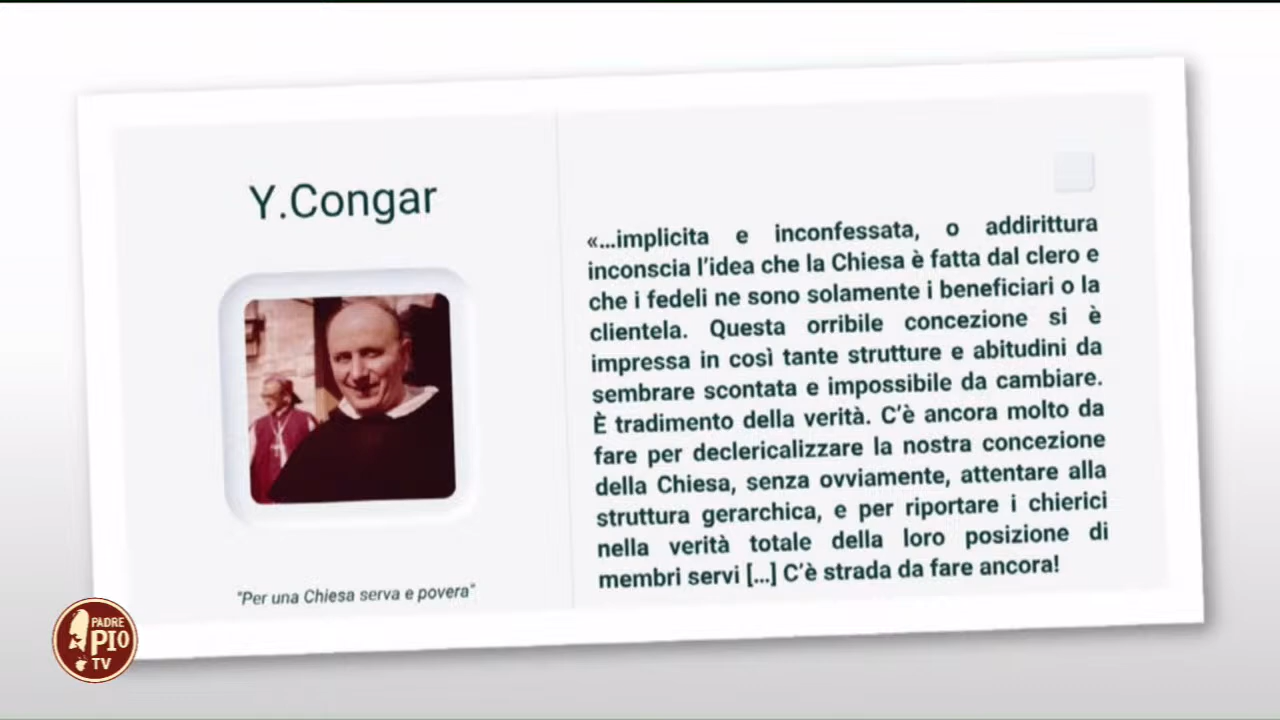 Y.Congar
"Per una Chiesa serva e povera"
«...implicita e inconfessata, o addirittura
inconscia l'idea che la Chiesa è fatta dal clero e
che i fedeli ne sono solamente i beneficiari o la
clientela. Questa orribile concezione si è
impressa in così tante strutture e abitudini da
sembrare scontata e impossibile da cambiare.
È tradimento della verità. C'è ancora molto da
fare per declericalizzare la nostra concezione
della Chiesa, senza ovviamente, attentare alla
struttura gerarchica, e per riportare i chierici
nella verità totale della loro posizione di
membri servi [...] C'è strada da fare ancora!
PADRE
PIO
TV